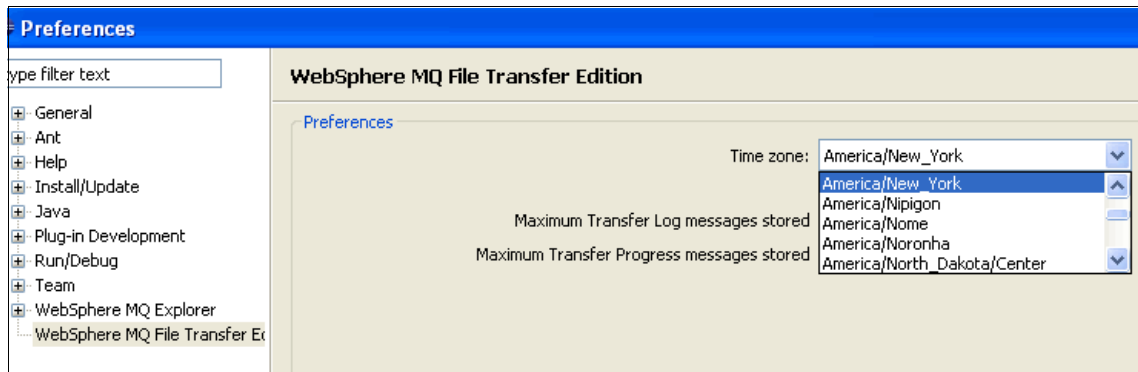 Preferences
ype filter text
General
Ant
Help
Install/Update
Java
Plug-in Development
Run/Debug
Team
WebSphere MQ Explorer
WebSphere MQ File Transfer Ed
WebSphere MQ File Transfer Edition
Preferences
Time zone: America/New_York
America/New_York
America/Nipigon
Maximum Transfer Log messages stored
America/Nome
America/Noronha
Maximum Transfer Progress messages stored
America/North_Dakota/Center